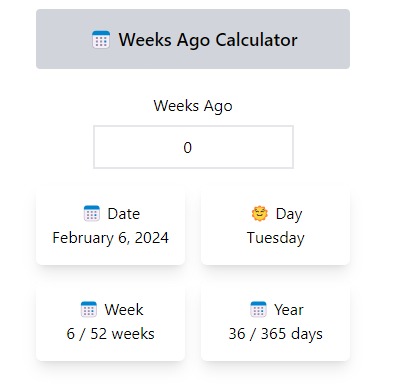 Weeks Ago Calculator
Weeks Ago
0
Date
February 6, 2024
Day
Tuesday
Week
6 / 52 weeks
Year
36 / 365 days